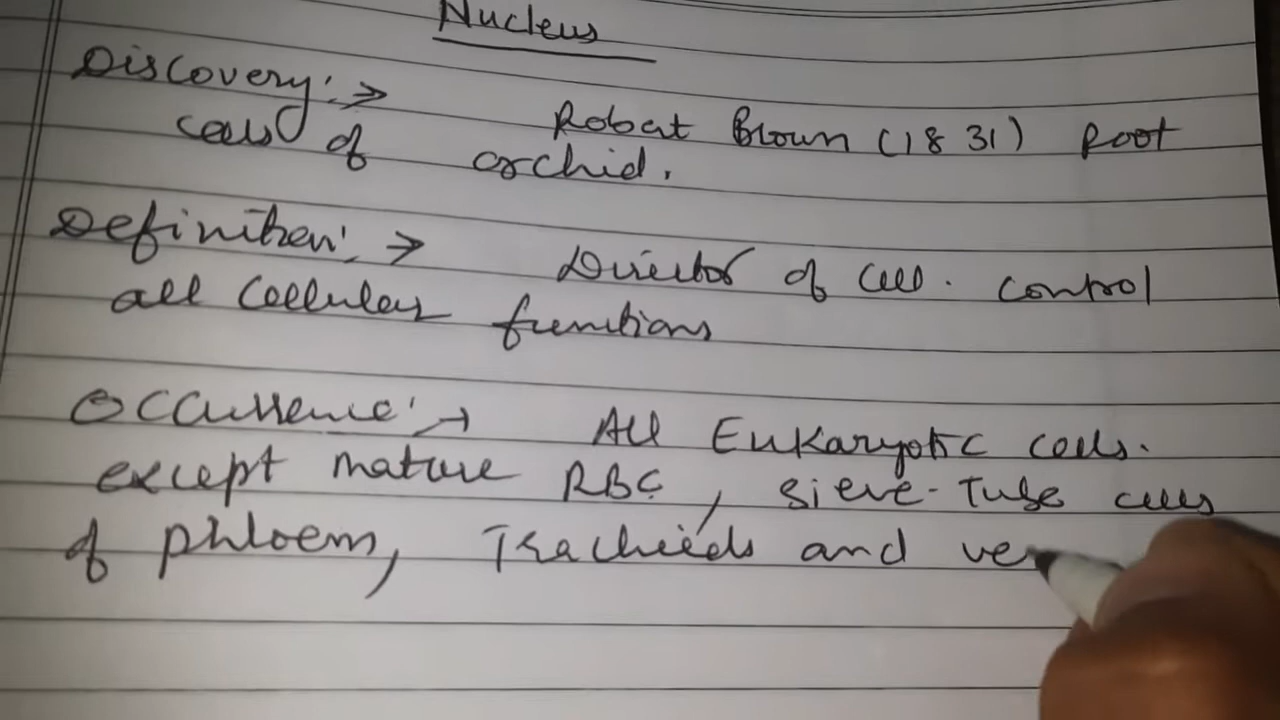 Nucleus
Discovery:→ Robert Brown (1831) Root
cells of orchid.
Definition:→ Director of cell. control
all cellular functions
Occurrence:→ All Eukaryotic cells.
except mature RBC, sieve-Tube cells
of phloem, Tracheids and ve